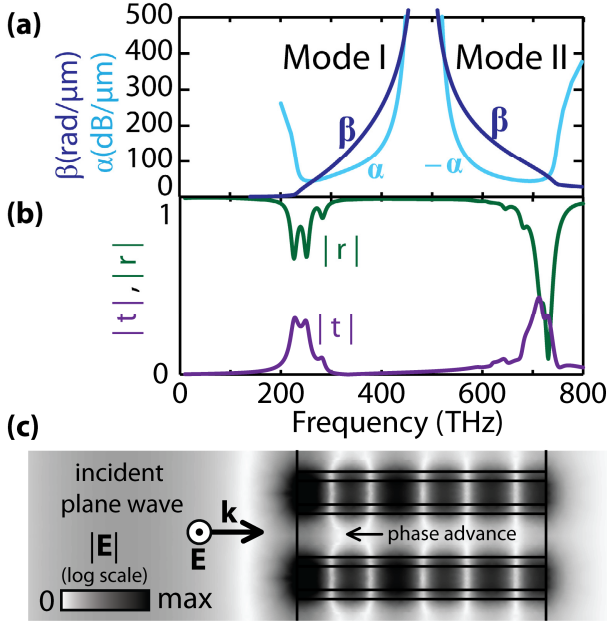 (a)
500
400
300
200
100
0
β(rad/μm)
α(dB/μm)
Mode I
Mode II
β
β
α
−α
(b)
1
0
|t|, |r|
|r|
|t|
0
200
400
600
800
Frequency (THz)
(c)
incident
plane wave
|E|
(log scale)
0
max
k
E
phase advance